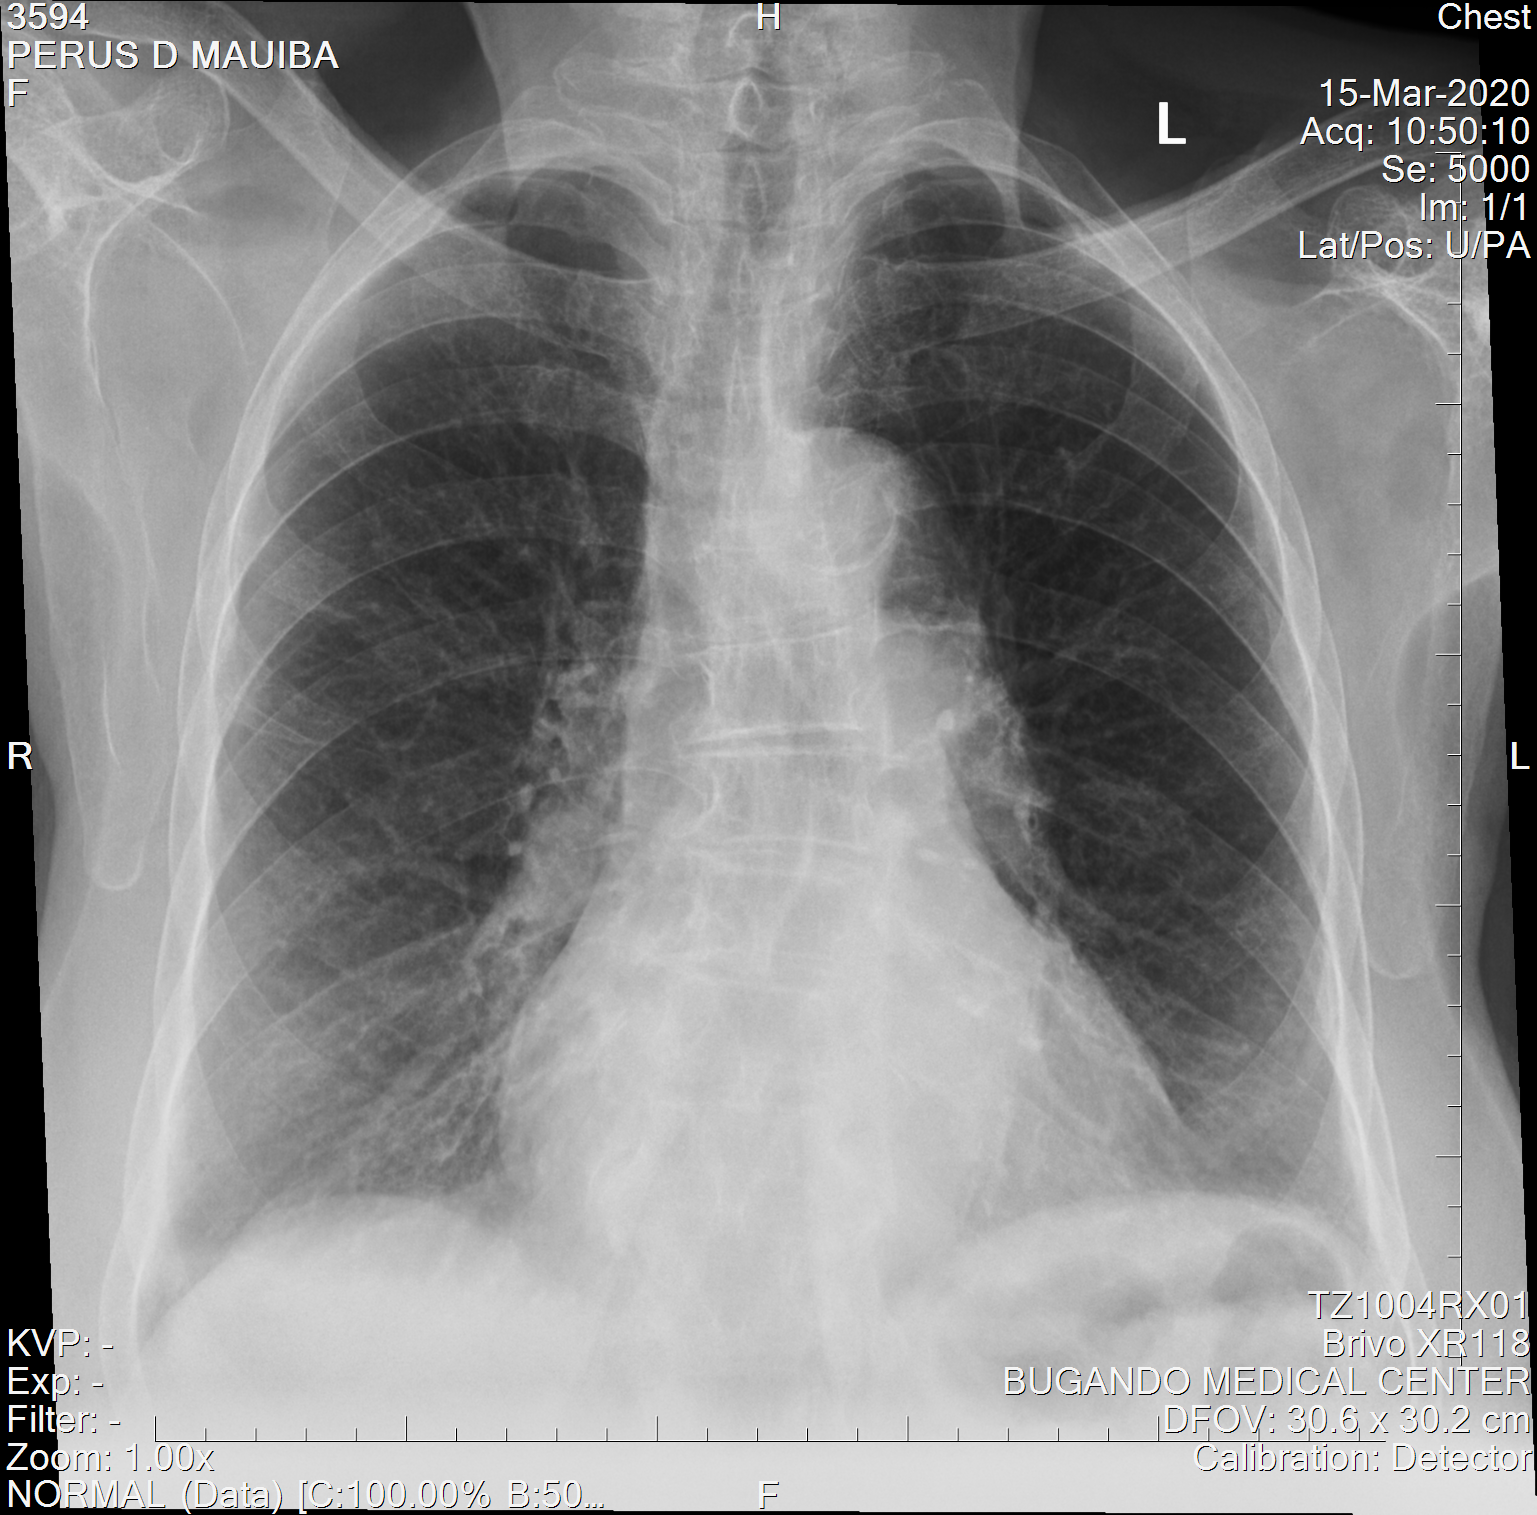 3594
PERUS D MAUIBA
F
H
Chest
15-Mar-2020
Acq: 10:50:10
Se: 5000
Im: 1/1
Lat/Pos: U/PA
L
R
L
KVP: -
Exp: -
Filter: -
Zoom: 1.00x
NORMAL (Data) [C:100.00% B:50...
F
TZ1004RX01
Brivo XR118
BUGANDO MEDICAL CENTER
DFOV: 30.6 x 30.2 cm
Calibration: Detector